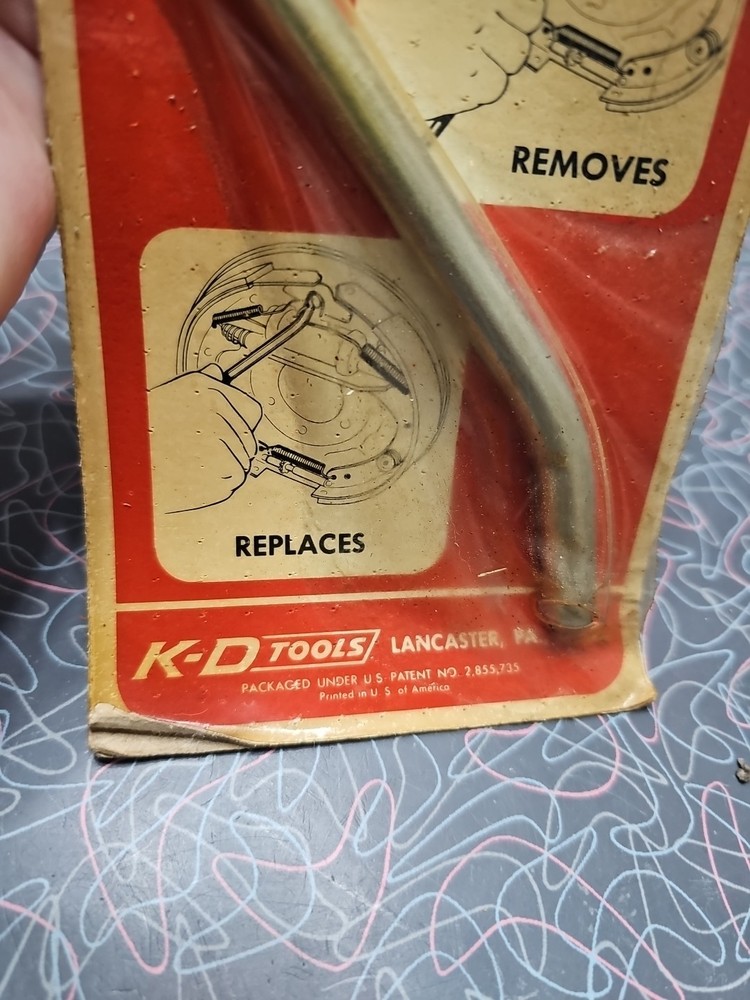 REMOVES
REPLACES
K-D TOOLS LANCASTER, PA.
PACKAGED UNDER U.S. PATENT NO. 2,855,735
Printed in U.S. of America